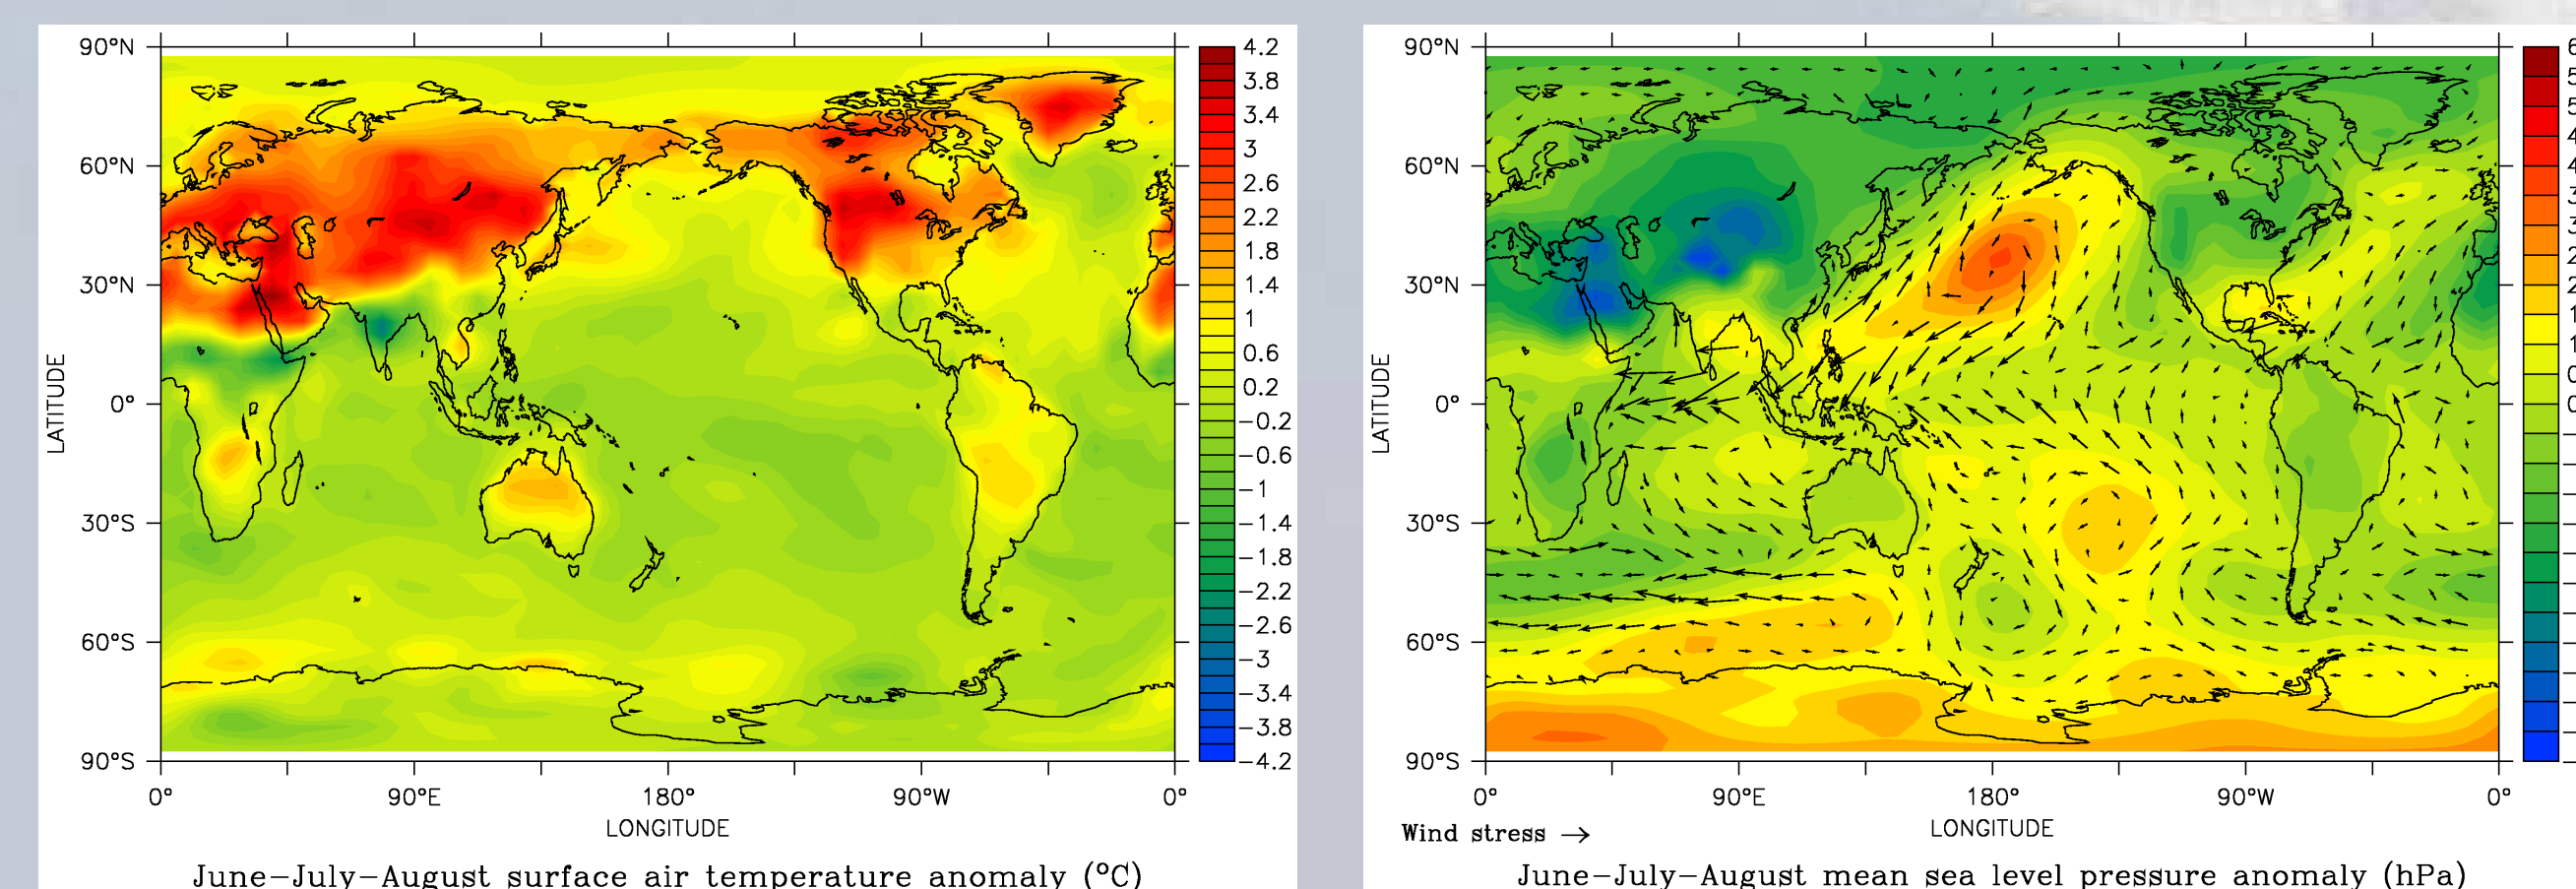 90°N
60°N
30°N
0°
30°S
60°S
90°S
LATITUDE
0°
90°E
180°
90°W
0°
LONGITUDE
4.2
3.8
3.4
3
2.6
2.2
1.8
1.4
1
0.6
0.2
−0.2
−0.6
−1
−1.4
−1.8
−2.2
−2.6
−3
−3.4
−3.8
−4.2
June−July−August surface air temperature anomaly (°C)
90°N
60°N
30°N
0°
30°S
60°S
90°S
LATITUDE
0°
90°E
180°
90°W
0°
LONGITUDE
Wind stress →
June−July−August mean sea level pressure anomaly (hPa)